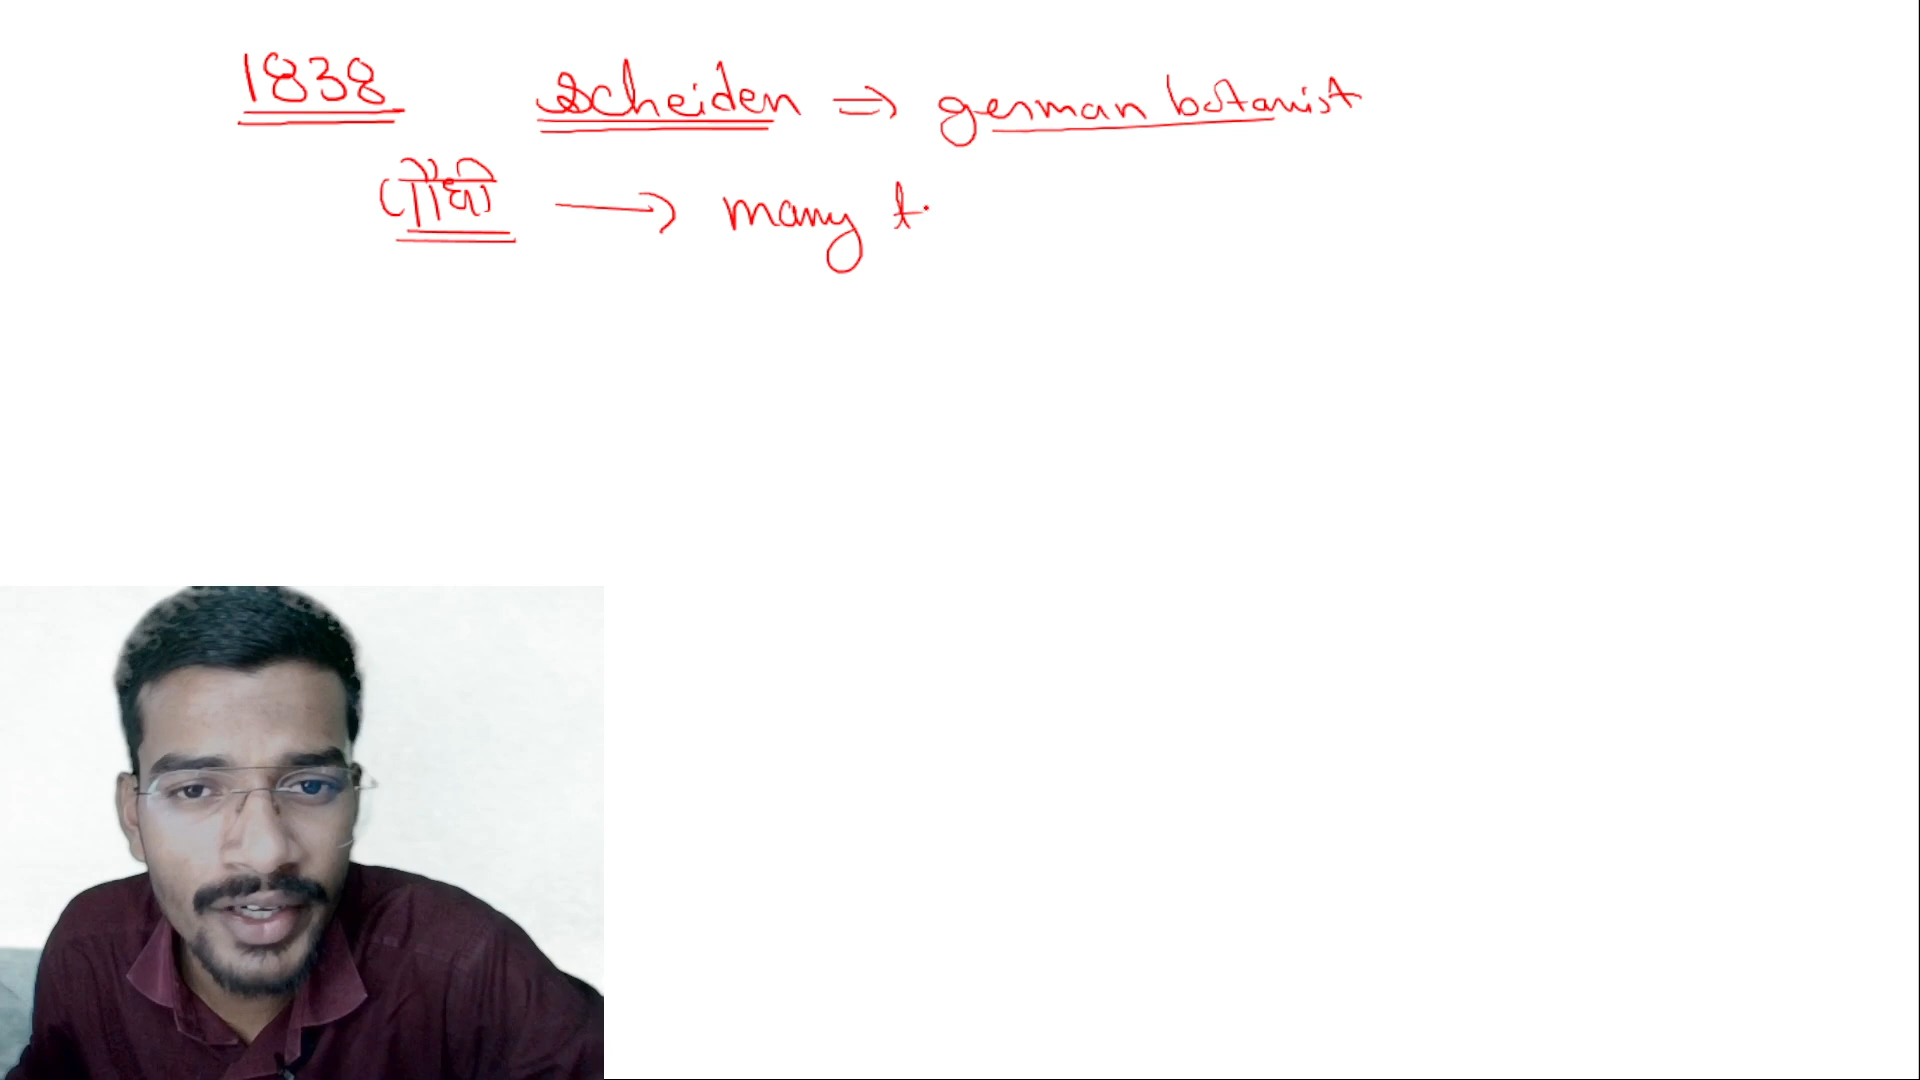 1838 scheiden ⇒ german botanist
पौधों → many t